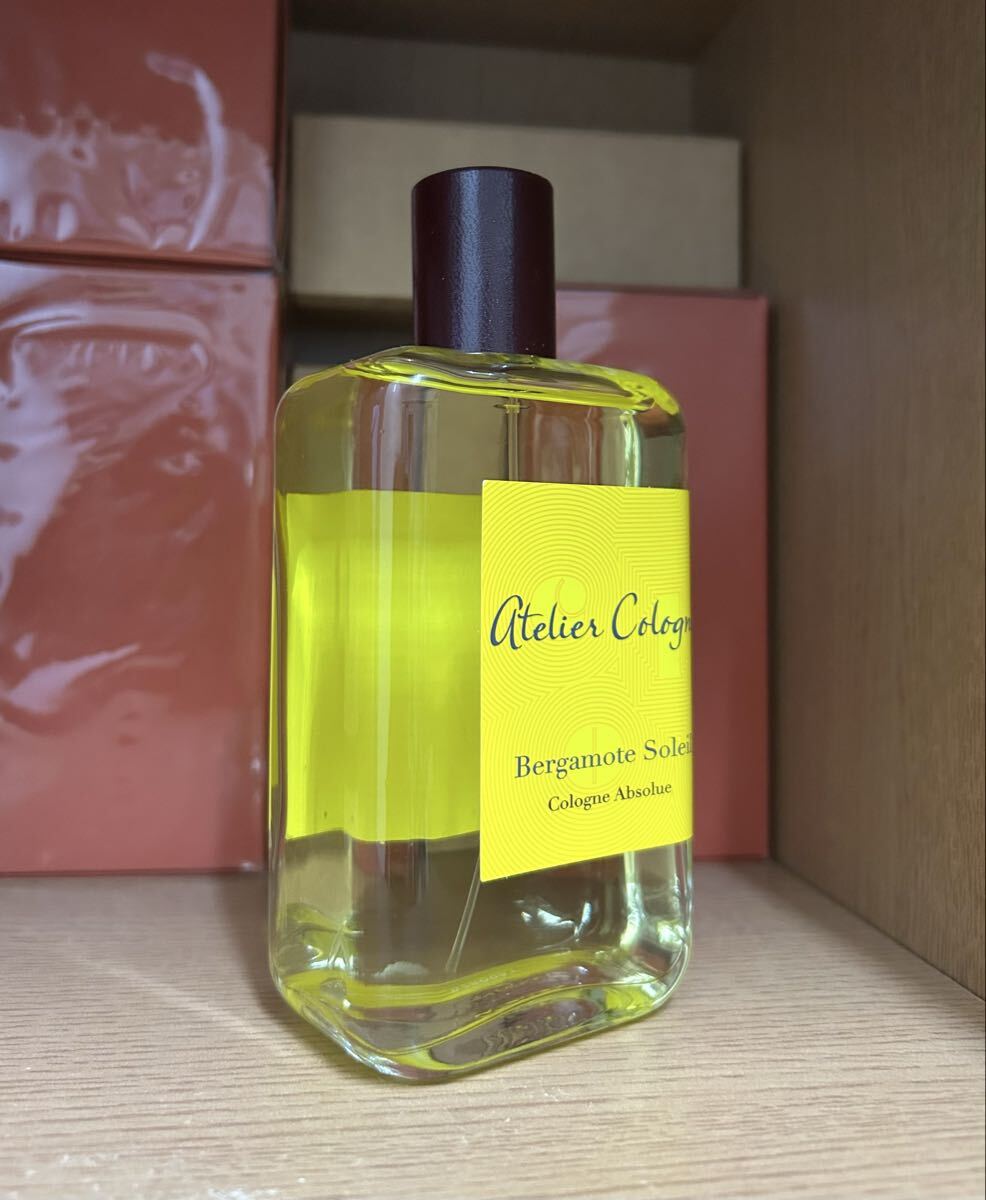 Atelier Cologn
Bergamote Soleil
Cologne Absolue